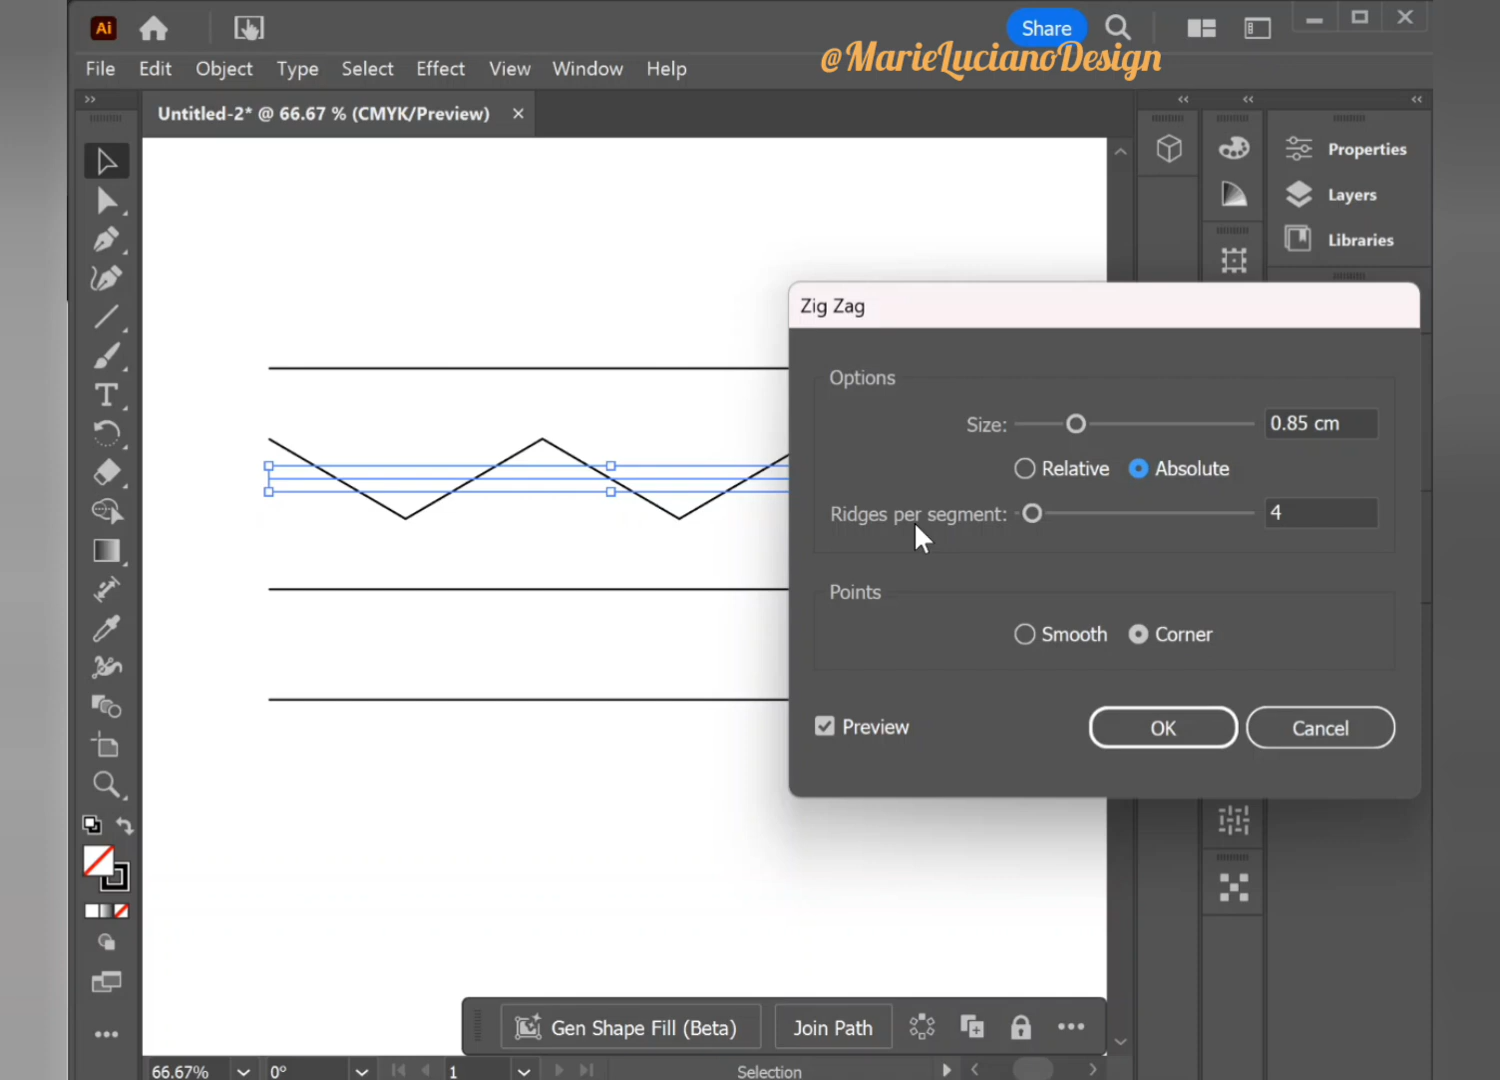 Ai
Share
@MarieLucianoDesign
File Edit Object Type Select Effect View Window Help
Untitled-2* @ 66.67 % (CMYK/Preview) ×
Properties
Layers
Libraries
Zig Zag
Options
Size: 0.85 cm
Relative Absolute
Ridges per segment: 4
Points
Smooth Corner
Preview OK Cancel
Gen Shape Fill (Beta) Join Path
66.67% 0° 1 Selection